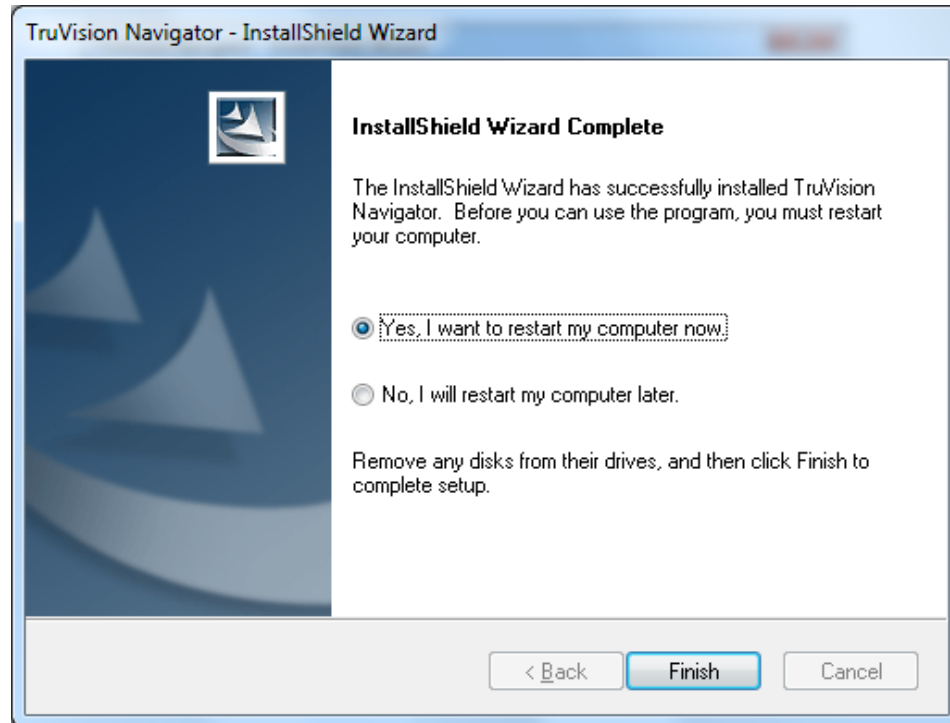 TruVision Navigator - InstallShield Wizard
InstallShield Wizard Complete
The InstallShield Wizard has successfully installed TruVision
Navigator.  Before you can use the program, you must restart
your computer.
Yes, I want to restart my computer now.
No, I will restart my computer later.
Remove any disks from their drives, and then click Finish to
complete setup.
< Back
Finish
Cancel